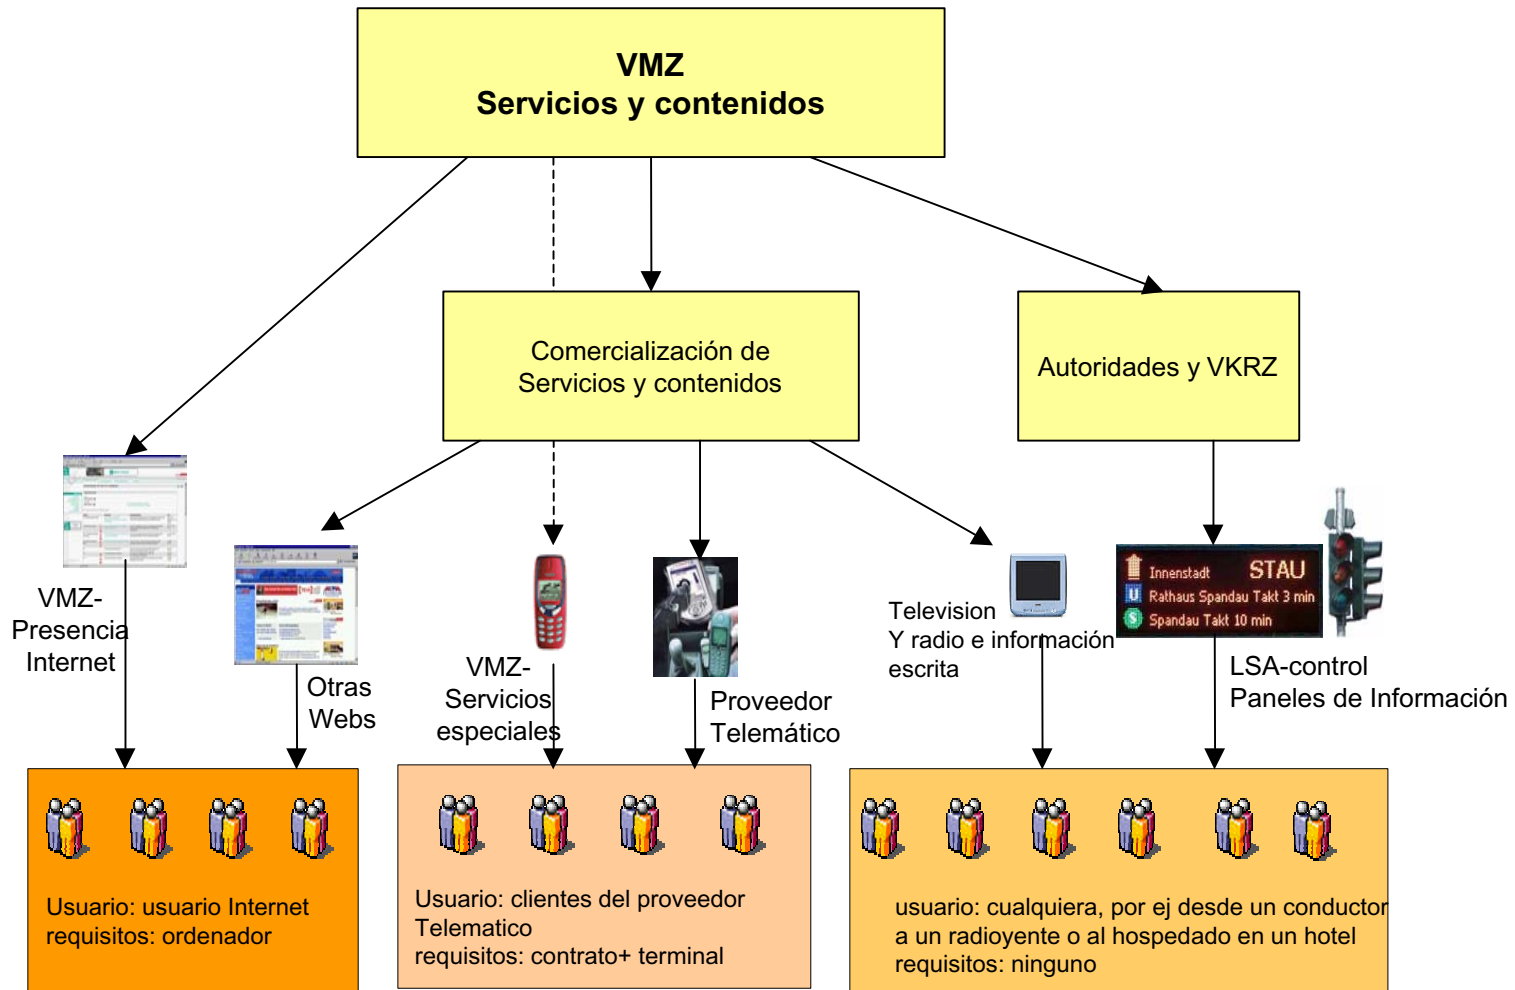 VMZ
Servicios y contenidos
Comercialización de
Servicios y contenidos
Autoridades y VKRZ
VMZ-
Presencia
Internet
Otras
Webs
VMZ-
Servicios
especiales
Proveedor
Telemático
Television
Y radio e información
escrita
Innenstadt STAU
U Rathaus Spandau Takt 3 min
S Spandau Takt 10 min
LSA-control
Paneles de Información
Usuario: usuario Internet
requisitos: ordenador
Usuario: clientes del proveedor
Telematico
requisitos: contrato+ terminal
usuario: cualquiera, por ej desde un conductor
a un radioyente o al hospedado en un hotel
requisitos: ninguno